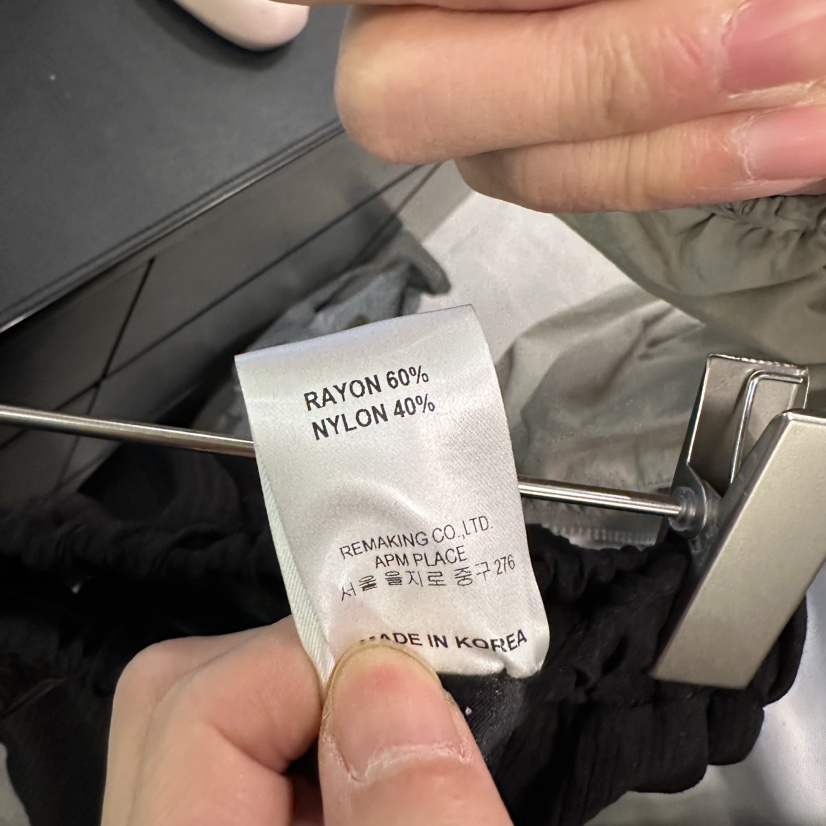 RAYON 60%
NYLON 40%
REMAKING CO.,LTD.
APM PLACE
서울 을지로 중구 276
MADE IN KOREA